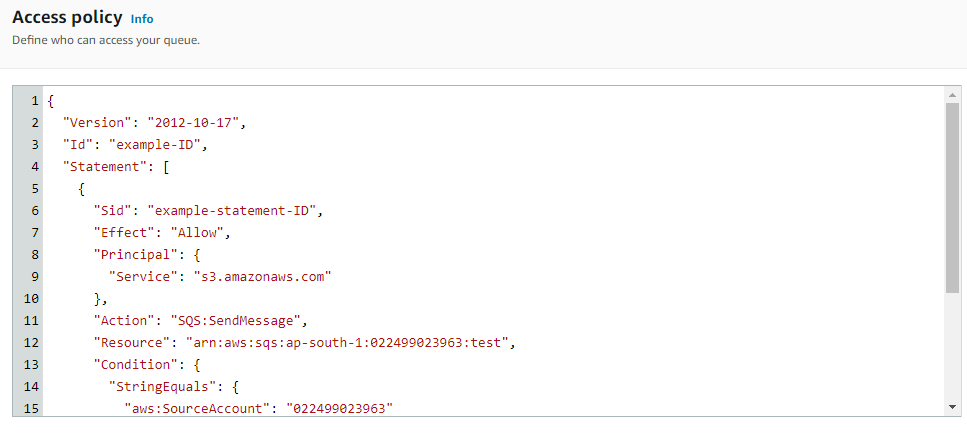 Access policy Info
Define who can access your queue.
1 {
2 "Version": "2012-10-17",
3 "Id": "example-ID",
4 "Statement": [
5 {
6 "Sid": "example-statement-ID",
7 "Effect": "Allow",
8 "Principal": {
9 "Service": "s3.amazonaws.com"
10 },
11 "Action": "SQS:SendMessage",
12 "Resource": "arn:aws:sqs:ap-south-1:022499023963:test",
13 "Condition": {
14 "StringEquals": {
15 "aws:SourceAccount": "022499023963"